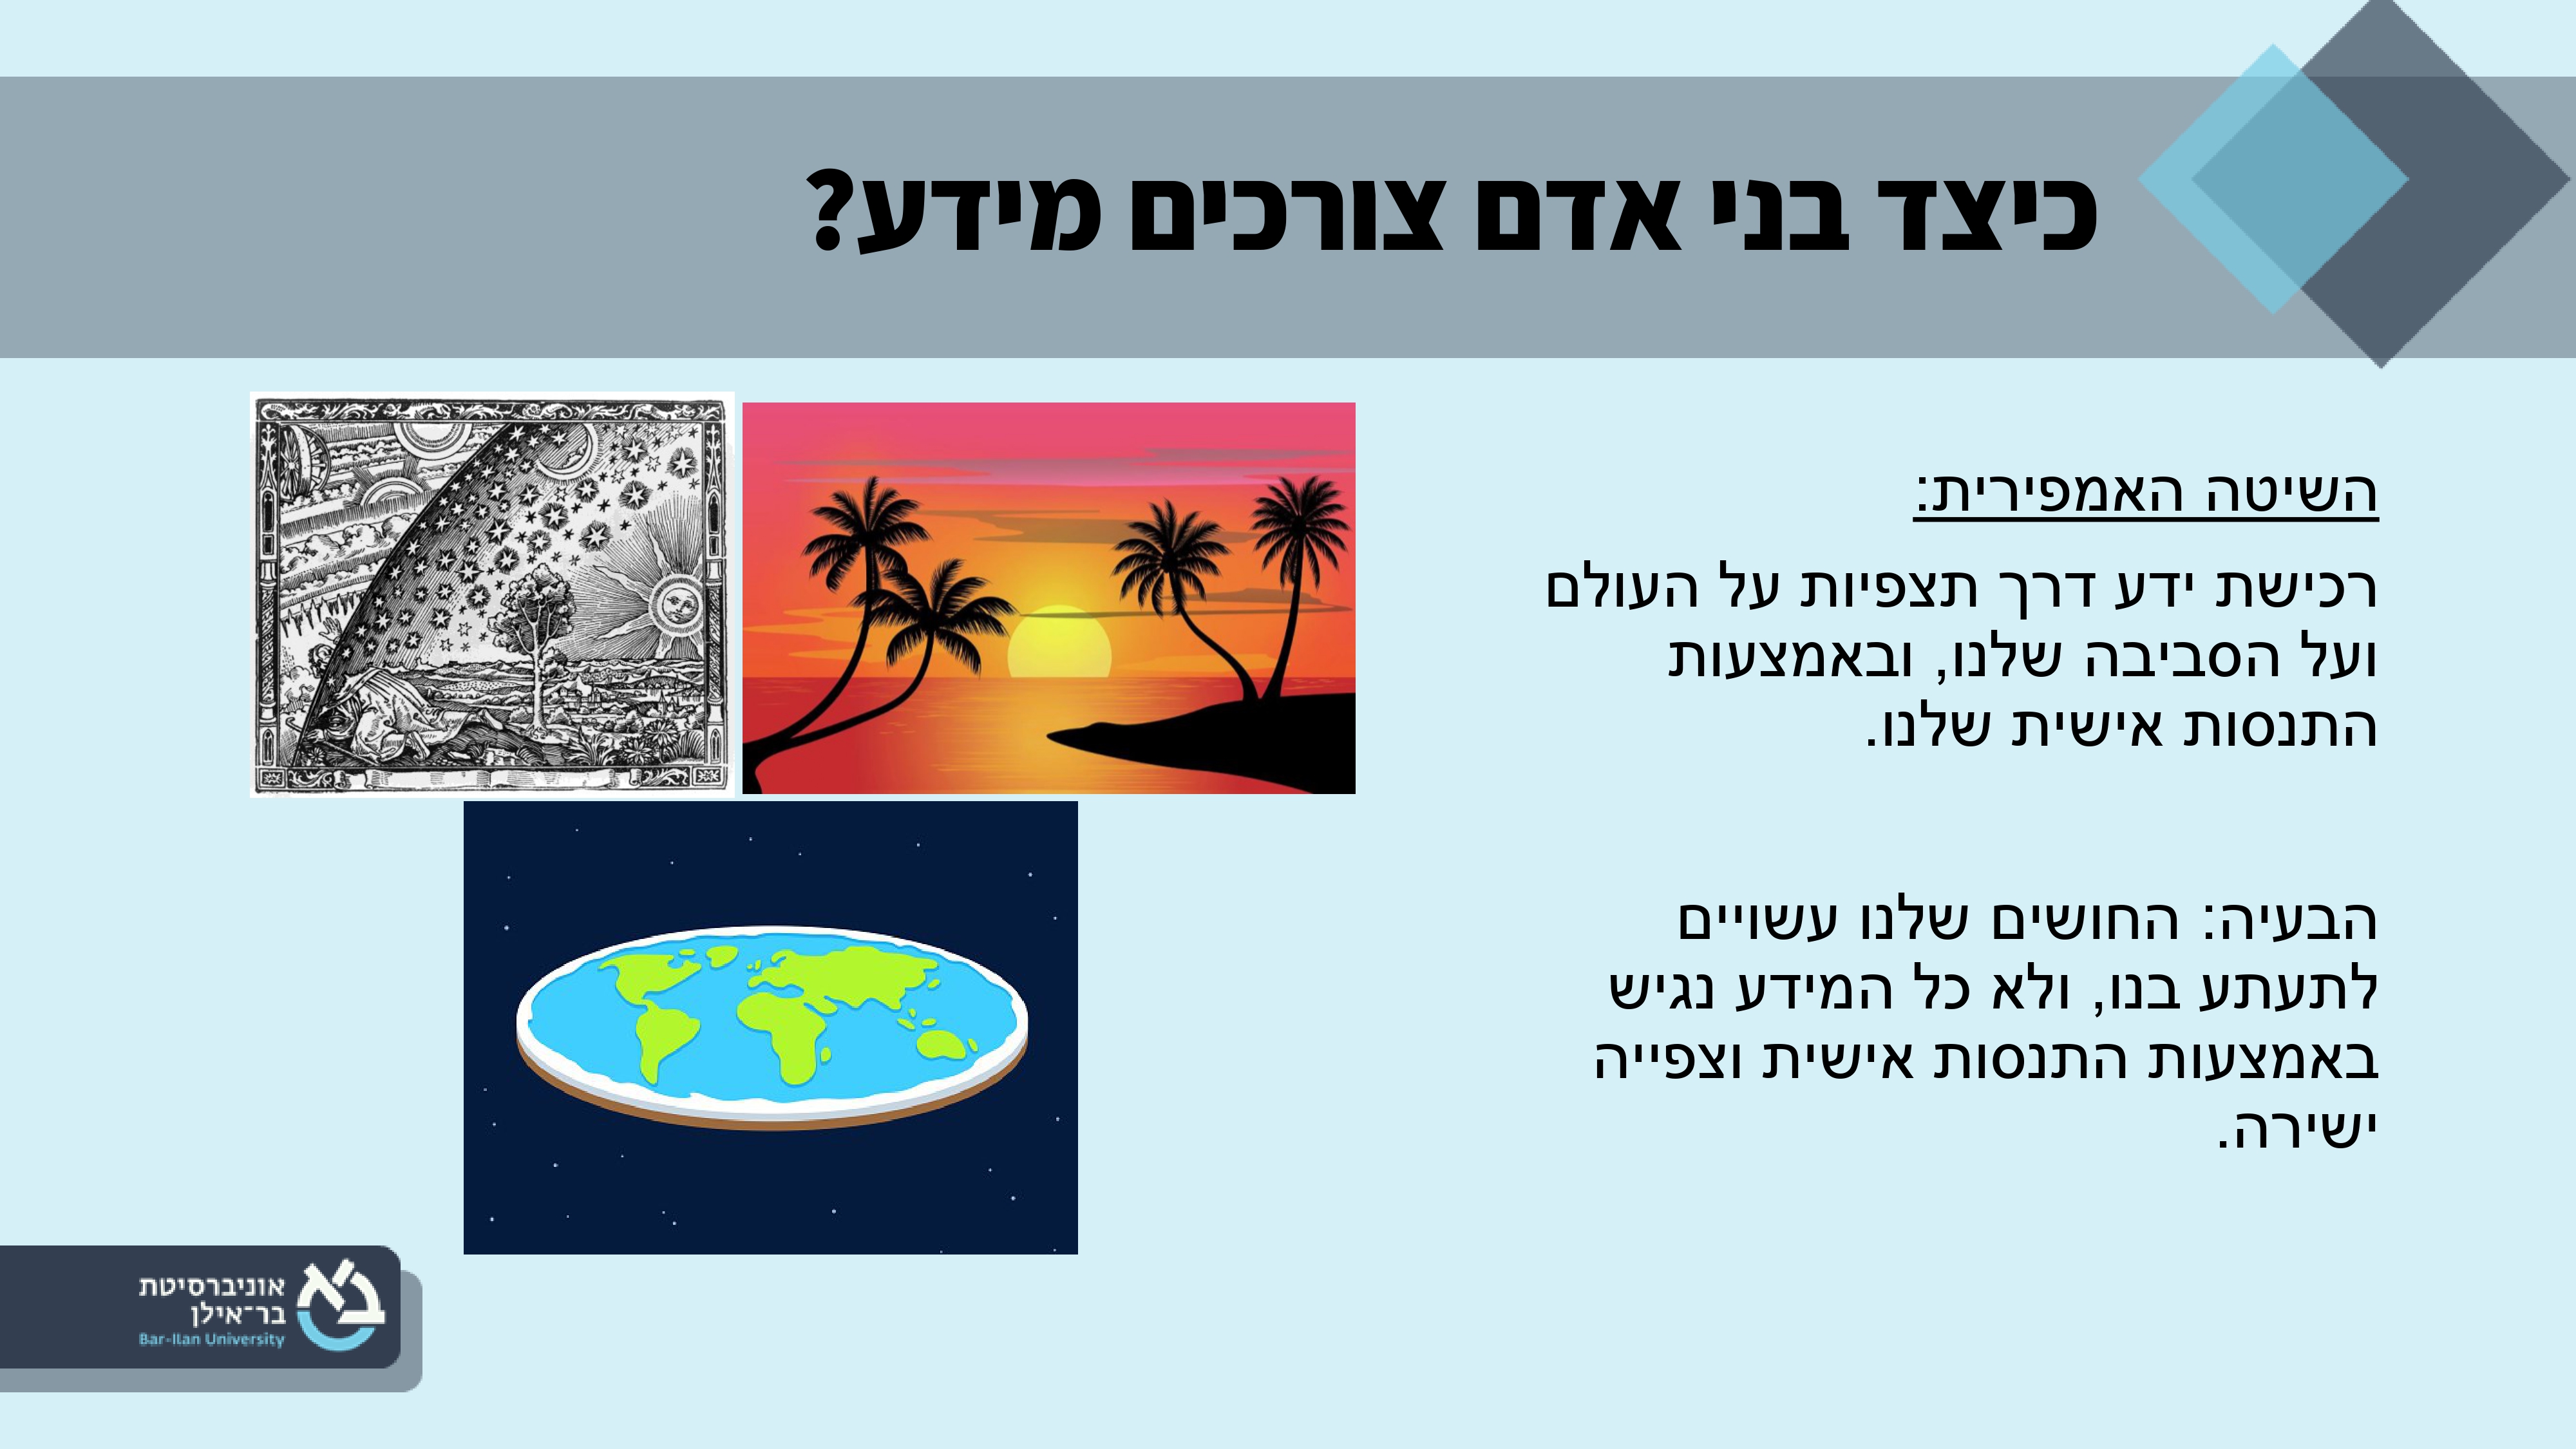 כיצד בני אדם צורכים מידע?
השיטה האמפירית:
רכישת ידע דרך תצפיות על העולם
ועל הסביבה שלנו, ובאמצעות
התנסות אישית שלנו.
הבעיה: החושים שלנו עשויים
לתעתע בנו, ולא כל המידע נגיש
באמצעות התנסות אישית וצפייה
ישירה.
אוניברסיטת
בר־אילן
Bar-Ilan University